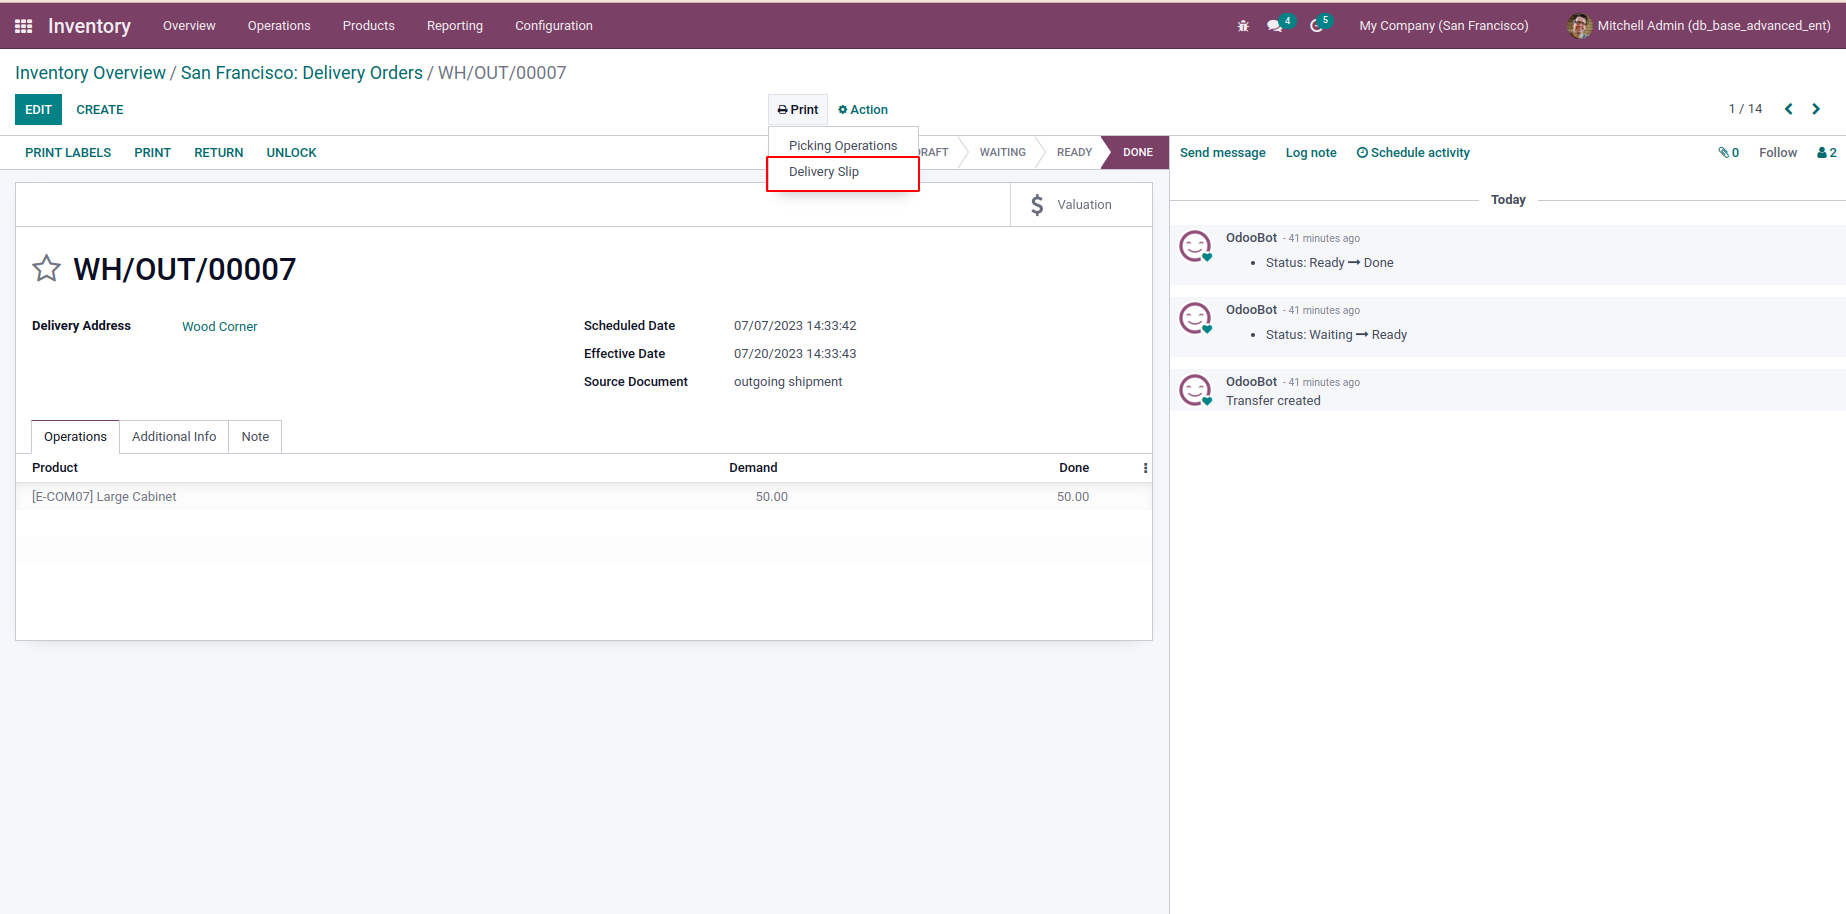 Inventory Overview Operations Products Reporting Configuration 4 5 My Company (San Francisco) Mitchell Admin (db_base_advanced_ent)
Inventory Overview / San Francisco: Delivery Orders / WH/OUT/00007
EDIT CREATE Print Action 1 / 14
Picking Operations
Delivery Slip
PRINT LABELS PRINT RETURN UNLOCK RAFT WAITING READY DONE
Send message Log note Schedule activity 0 Follow 2
Valuation
WH/OUT/00007
Delivery Address Wood Corner
Scheduled Date 07/07/2023 14:33:42
Effective Date 07/20/2023 14:33:43
Source Document outgoing shipment
Operations Additional Info Note
Product Demand Done
[E-COM07] Large Cabinet 50.00 50.00
Today
OdooBot - 41 minutes ago
• Status: Ready → Done
OdooBot - 41 minutes ago
• Status: Waiting → Ready
OdooBot - 41 minutes ago
Transfer created